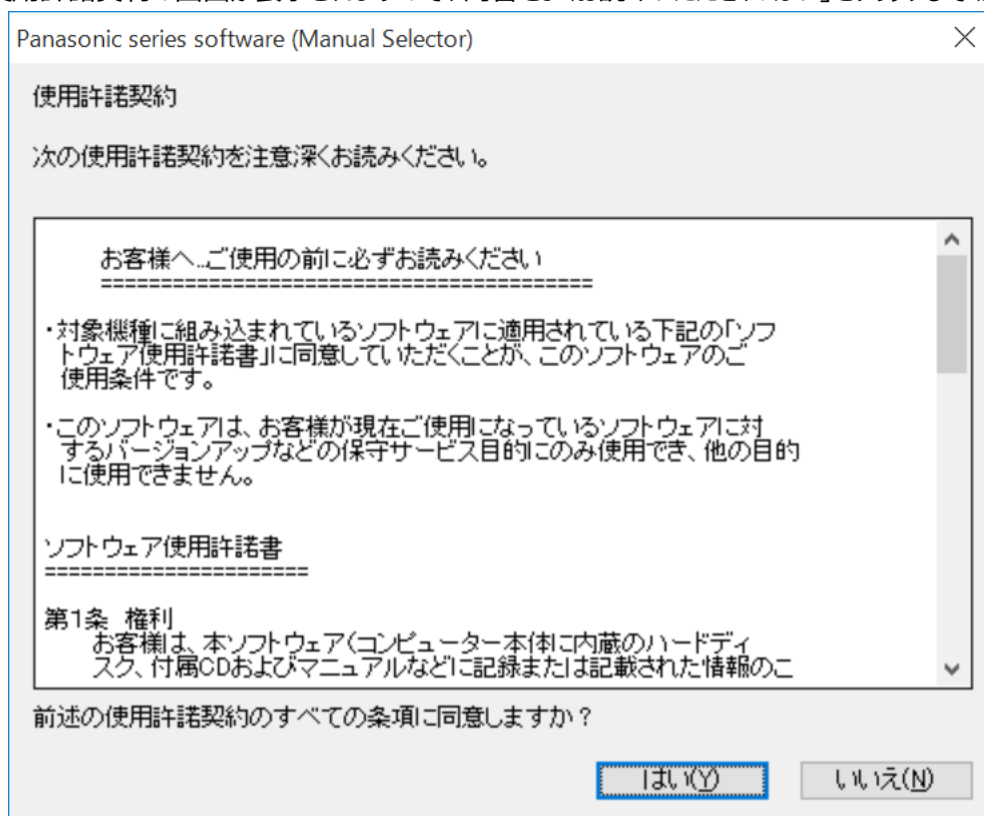 Panasonic series software (Manual Selector)
使用許諾契約
次の使用許諾契約を注意深くお読みください。
お客様へ…ご使用の前に必ずお読みください
=========================================
・対象機種に組み込まれているソフトウェアに適用されている下記の「ソフ
トウェア使用許諾書」に同意していただくことが、このソフトウェアのご
使用条件です。
・このソフトウェアは、お客様が現在ご使用になっているソフトウェアに対
するバージョンアップなどの保守サービス目的にのみ使用でき、他の目的
に使用できません。
ソフトウェア使用許諾書
======================
第1条 権利
お客様は、本ソフトウェア(コンピューター本体に内蔵のハードディ
スク、付属CDおよびマニュアルなどに記録または記載された情報のこ
前述の使用許諾契約のすべての条項に同意しますか？
はい(Y)
いいえ(N)